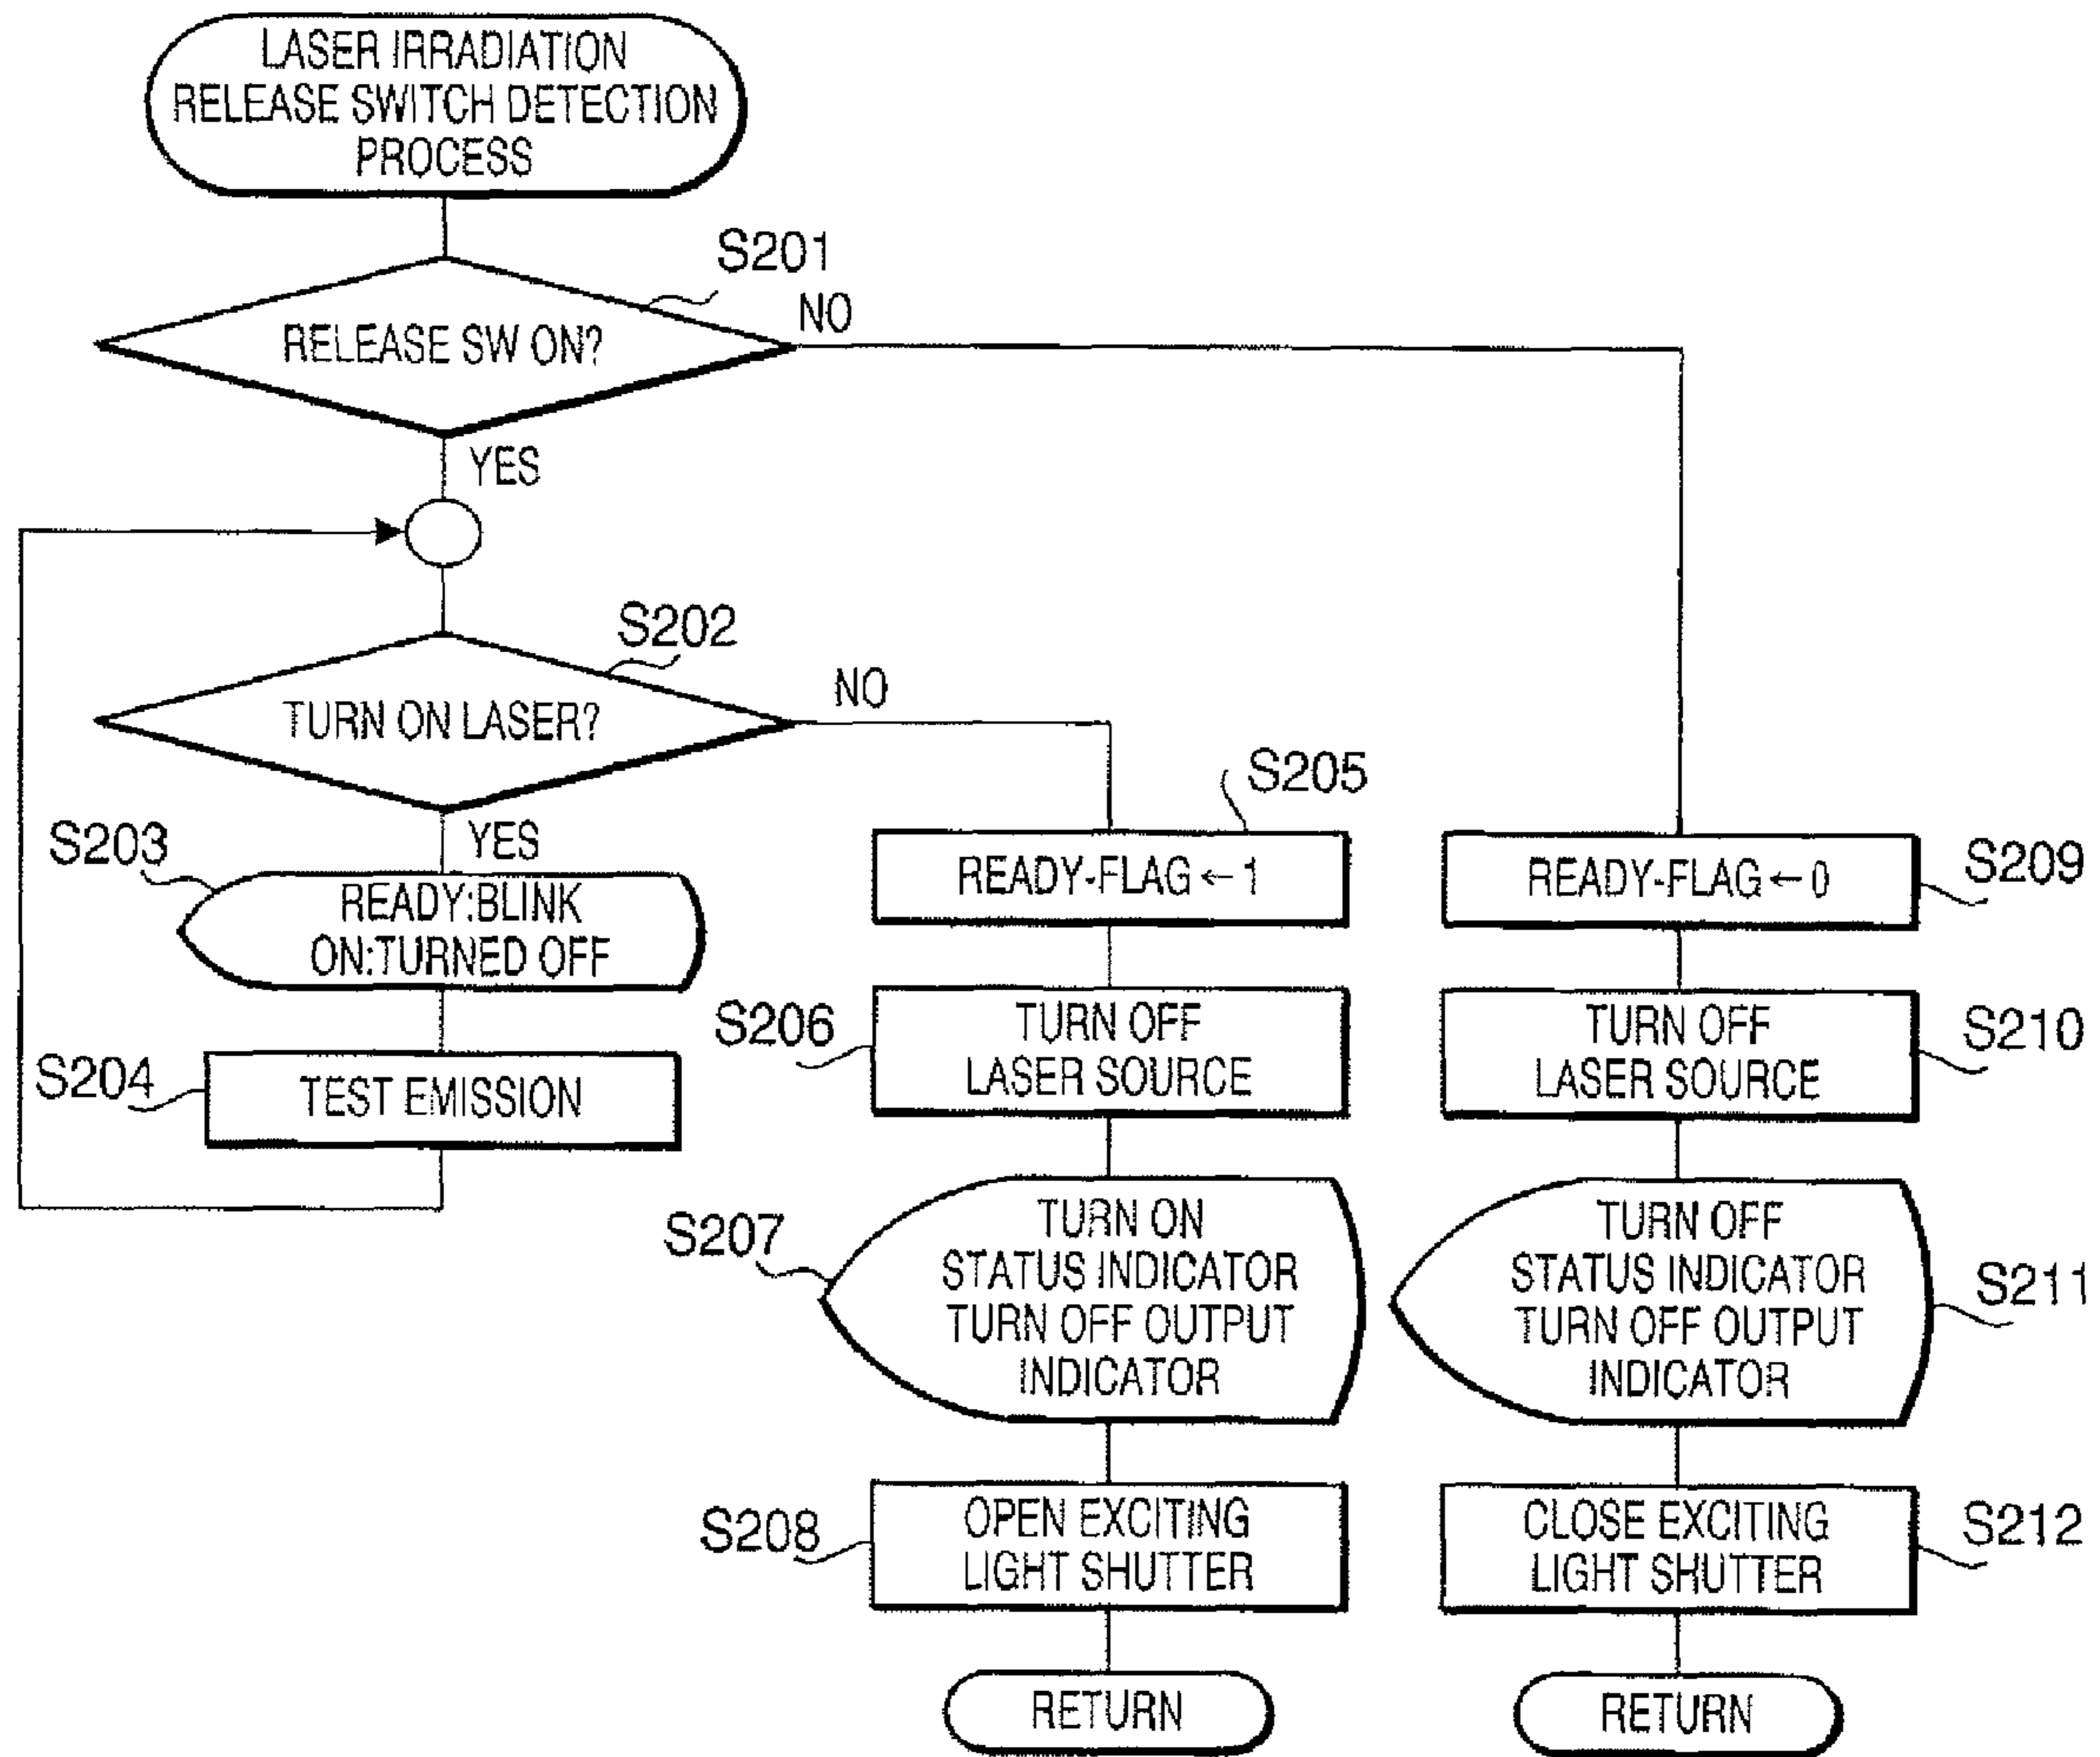 LASER IRRADIATION
RELEASE SWITCH DETECTION
PROCESS
S201
NO
RELEASE SW ON?
YES
S202
NO
TURN ON LASER?
YES
S203
READY:BLINK
ON:TURNED OFF
S204
TEST EMISSION
S205
READY-FLAG ← 1
S206
TURN OFF
LASER SOURCE
S207
TURN ON
STATUS INDICATOR
TURN OFF OUTPUT
INDICATOR
S208
OPEN EXCITING
LIGHT SHUTTER
RETURN
S209
READY-FLAG ← 0
S210
TURN OFF
LASER SOURCE
S211
TURN OFF
STATUS INDICATOR
TURN OFF OUTPUT
INDICATOR
S212
CLOSE EXCITING
LIGHT SHUTTER
RETURN